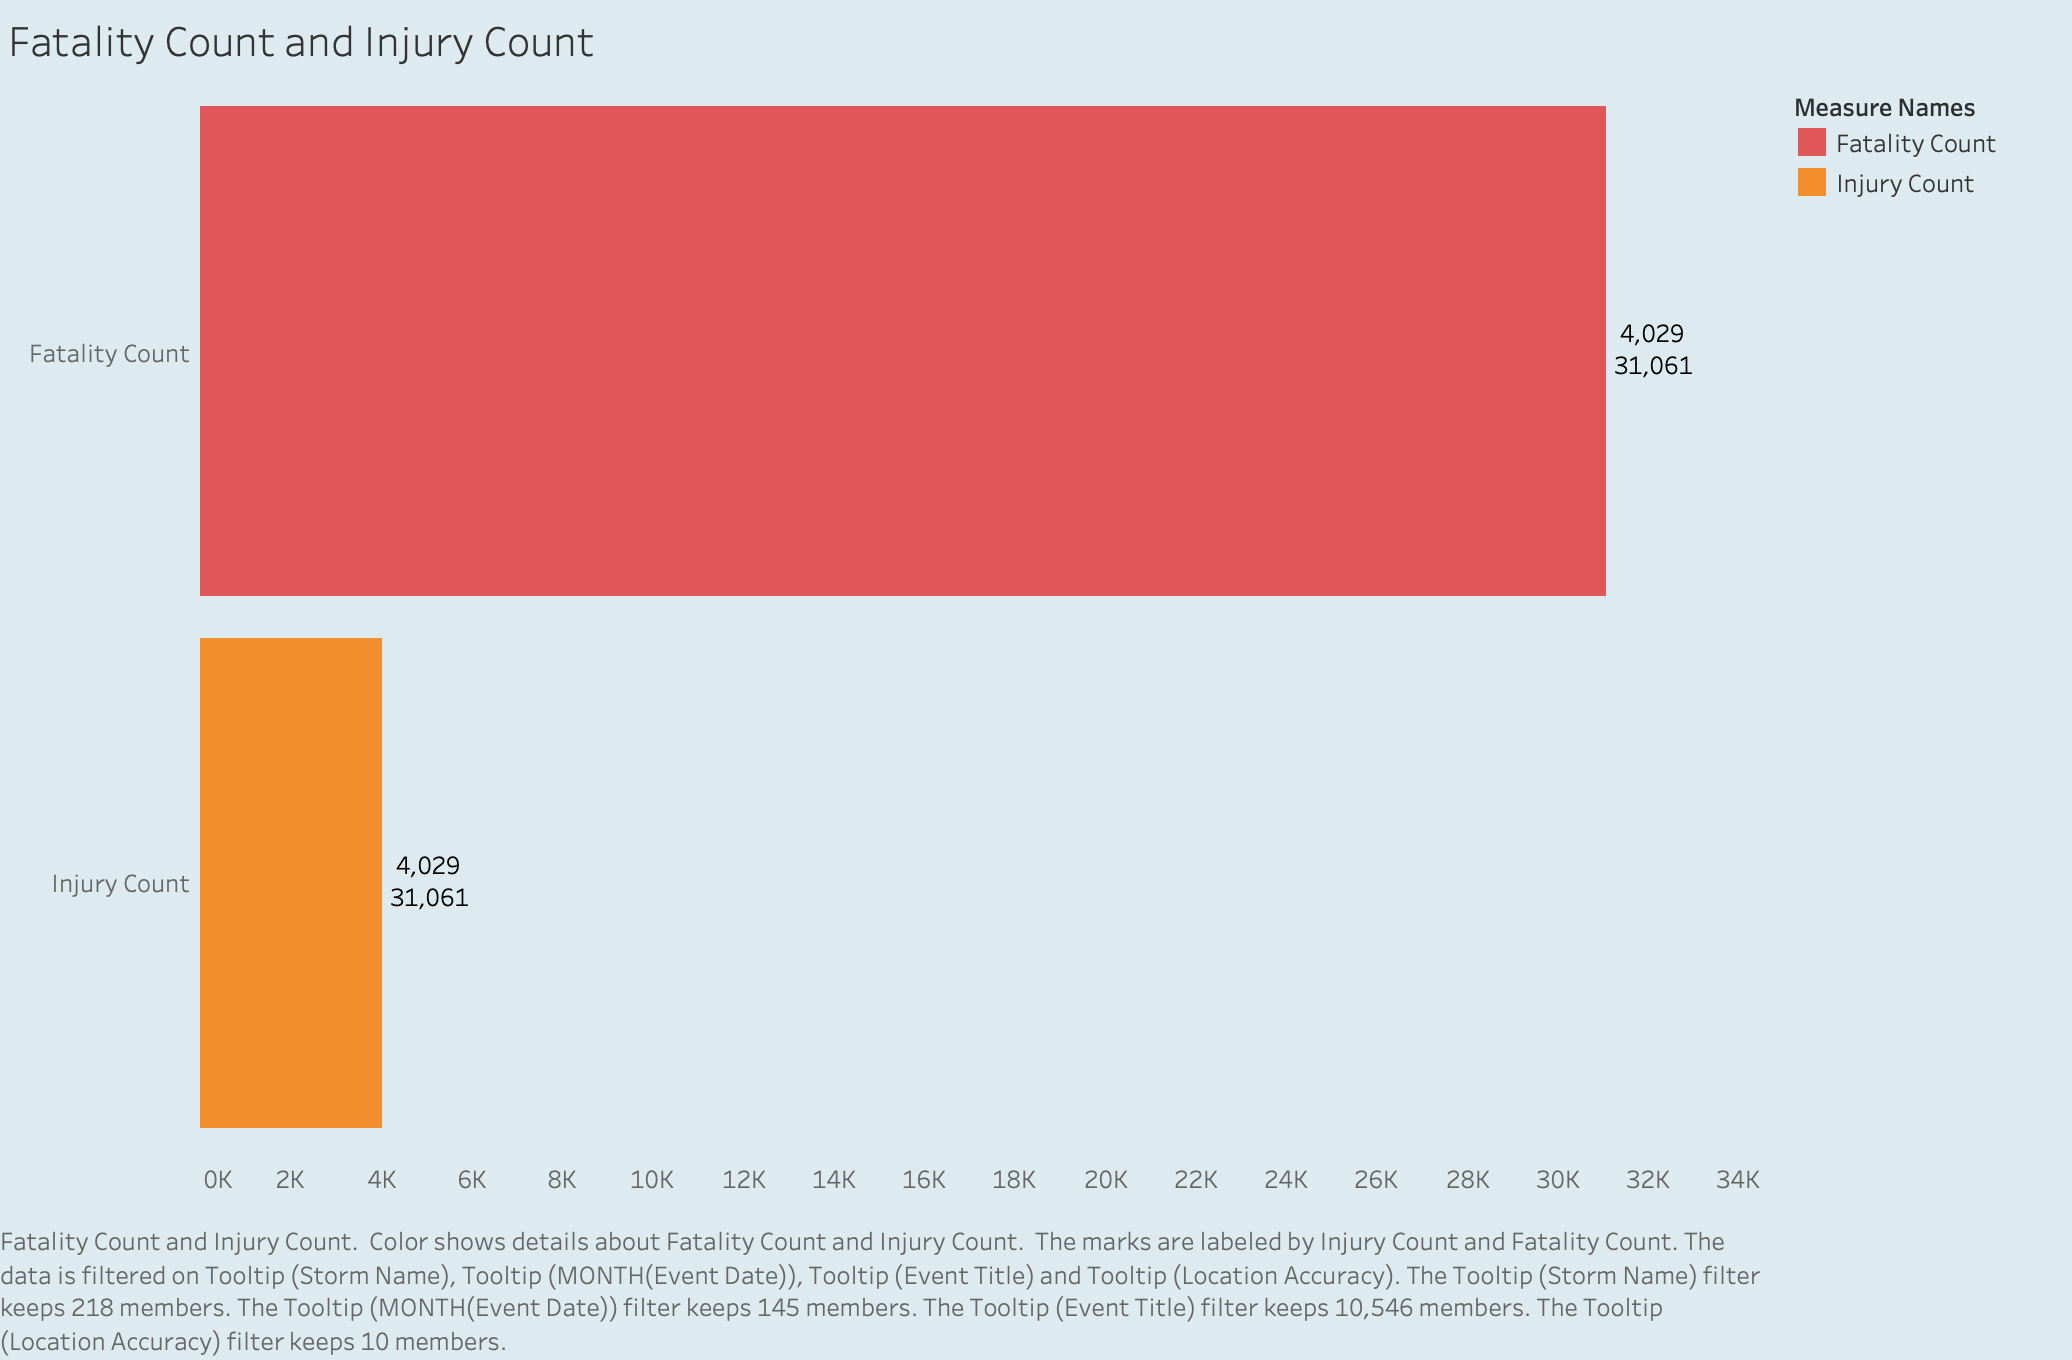 Fatality Count and Injury Count
Measure Names
Fatality Count
Injury Count
Fatality Count
4,029
31,061
Injury Count
4,029
31,061
0K 2K 4K 6K 8K 10K 12K 14K 16K 18K 20K 22K 24K 26K 28K 30K 32K 34K
Fatality Count and Injury Count.  Color shows details about Fatality Count and Injury Count.  The marks are labeled by Injury Count and Fatality Count. The
data is filtered on Tooltip (Storm Name), Tooltip (MONTH(Event Date)), Tooltip (Event Title) and Tooltip (Location Accuracy). The Tooltip (Storm Name) filter
keeps 218 members. The Tooltip (MONTH(Event Date)) filter keeps 145 members. The Tooltip (Event Title) filter keeps 10,546 members. The Tooltip
(Location Accuracy) filter keeps 10 members.